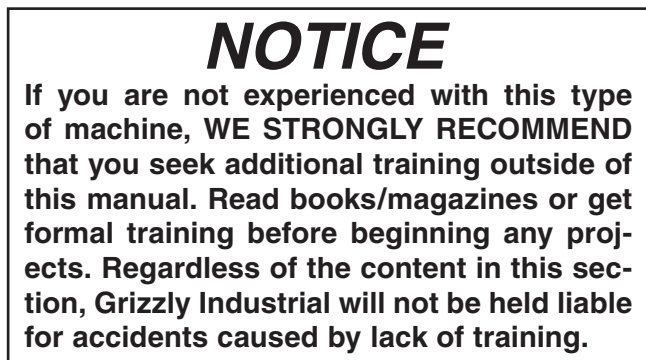 NOTICE
If you are not experienced with this type
of machine, WE STRONGLY RECOMMEND
that you seek additional training outside of
this manual. Read books/magazines or get
formal training before beginning any proj-
ects. Regardless of the content in this sec-
tion, Grizzly Industrial will not be held liable
for accidents caused by lack of training.